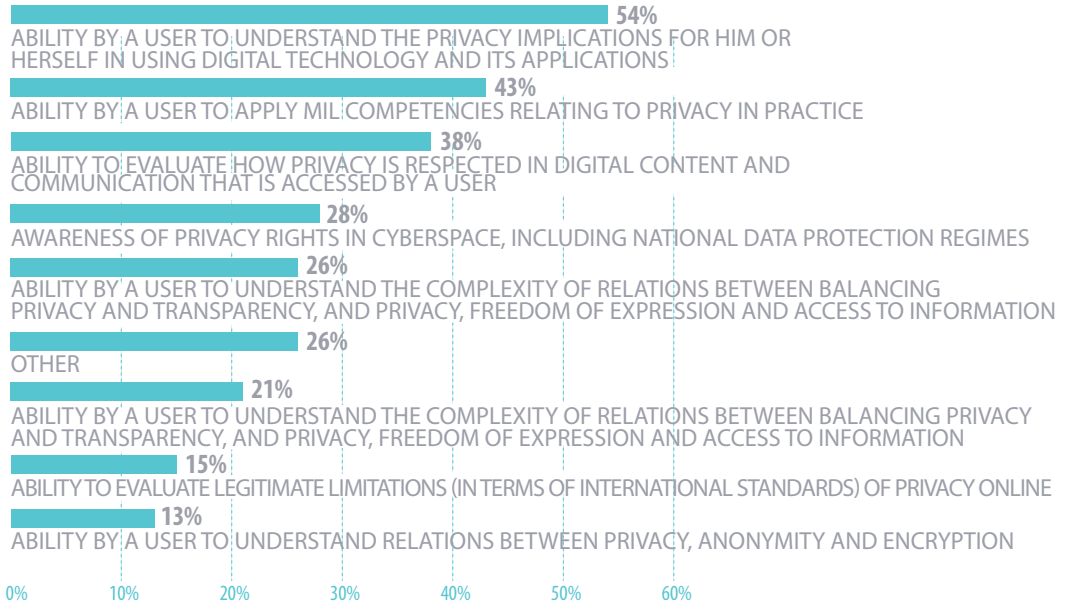 54%
ABILITY BY A USER TO UNDERSTAND THE PRIVACY IMPLICATIONS FOR HIM OR
HERSELF IN USING DIGITAL TECHNOLOGY AND ITS APPLICATIONS
43%
ABILITY BY A USER TO APPLY MIL COMPETENCIES RELATING TO PRIVACY IN PRACTICE
38%
ABILITY TO EVALUATE HOW PRIVACY IS RESPECTED IN DIGITAL CONTENT AND
COMMUNICATION THAT IS ACCESSED BY A USER
28%
AWARENESS OF PRIVACY RIGHTS IN CYBERSPACE, INCLUDING NATIONAL DATA PROTECTION REGIMES
26%
ABILITY BY A USER TO UNDERSTAND THE COMPLEXITY OF RELATIONS BETWEEN BALANCING
PRIVACY AND TRANSPARENCY, AND PRIVACY, FREEDOM OF EXPRESSION AND ACCESS TO INFORMATION
26%
OTHER
21%
ABILITY BY A USER TO UNDERSTAND THE COMPLEXITY OF RELATIONS BETWEEN BALANCING PRIVACY
AND TRANSPARENCY, AND PRIVACY, FREEDOM OF EXPRESSION AND ACCESS TO INFORMATION
15%
ABILITY TO EVALUATE LEGITIMATE LIMITATIONS (IN TERMS OF INTERNATIONAL STANDARDS) OF PRIVACY ONLINE
13%
ABILITY BY A USER TO UNDERSTAND RELATIONS BETWEEN PRIVACY, ANONYMITY AND ENCRYPTION
0% 10% 20% 30% 40% 50% 60%